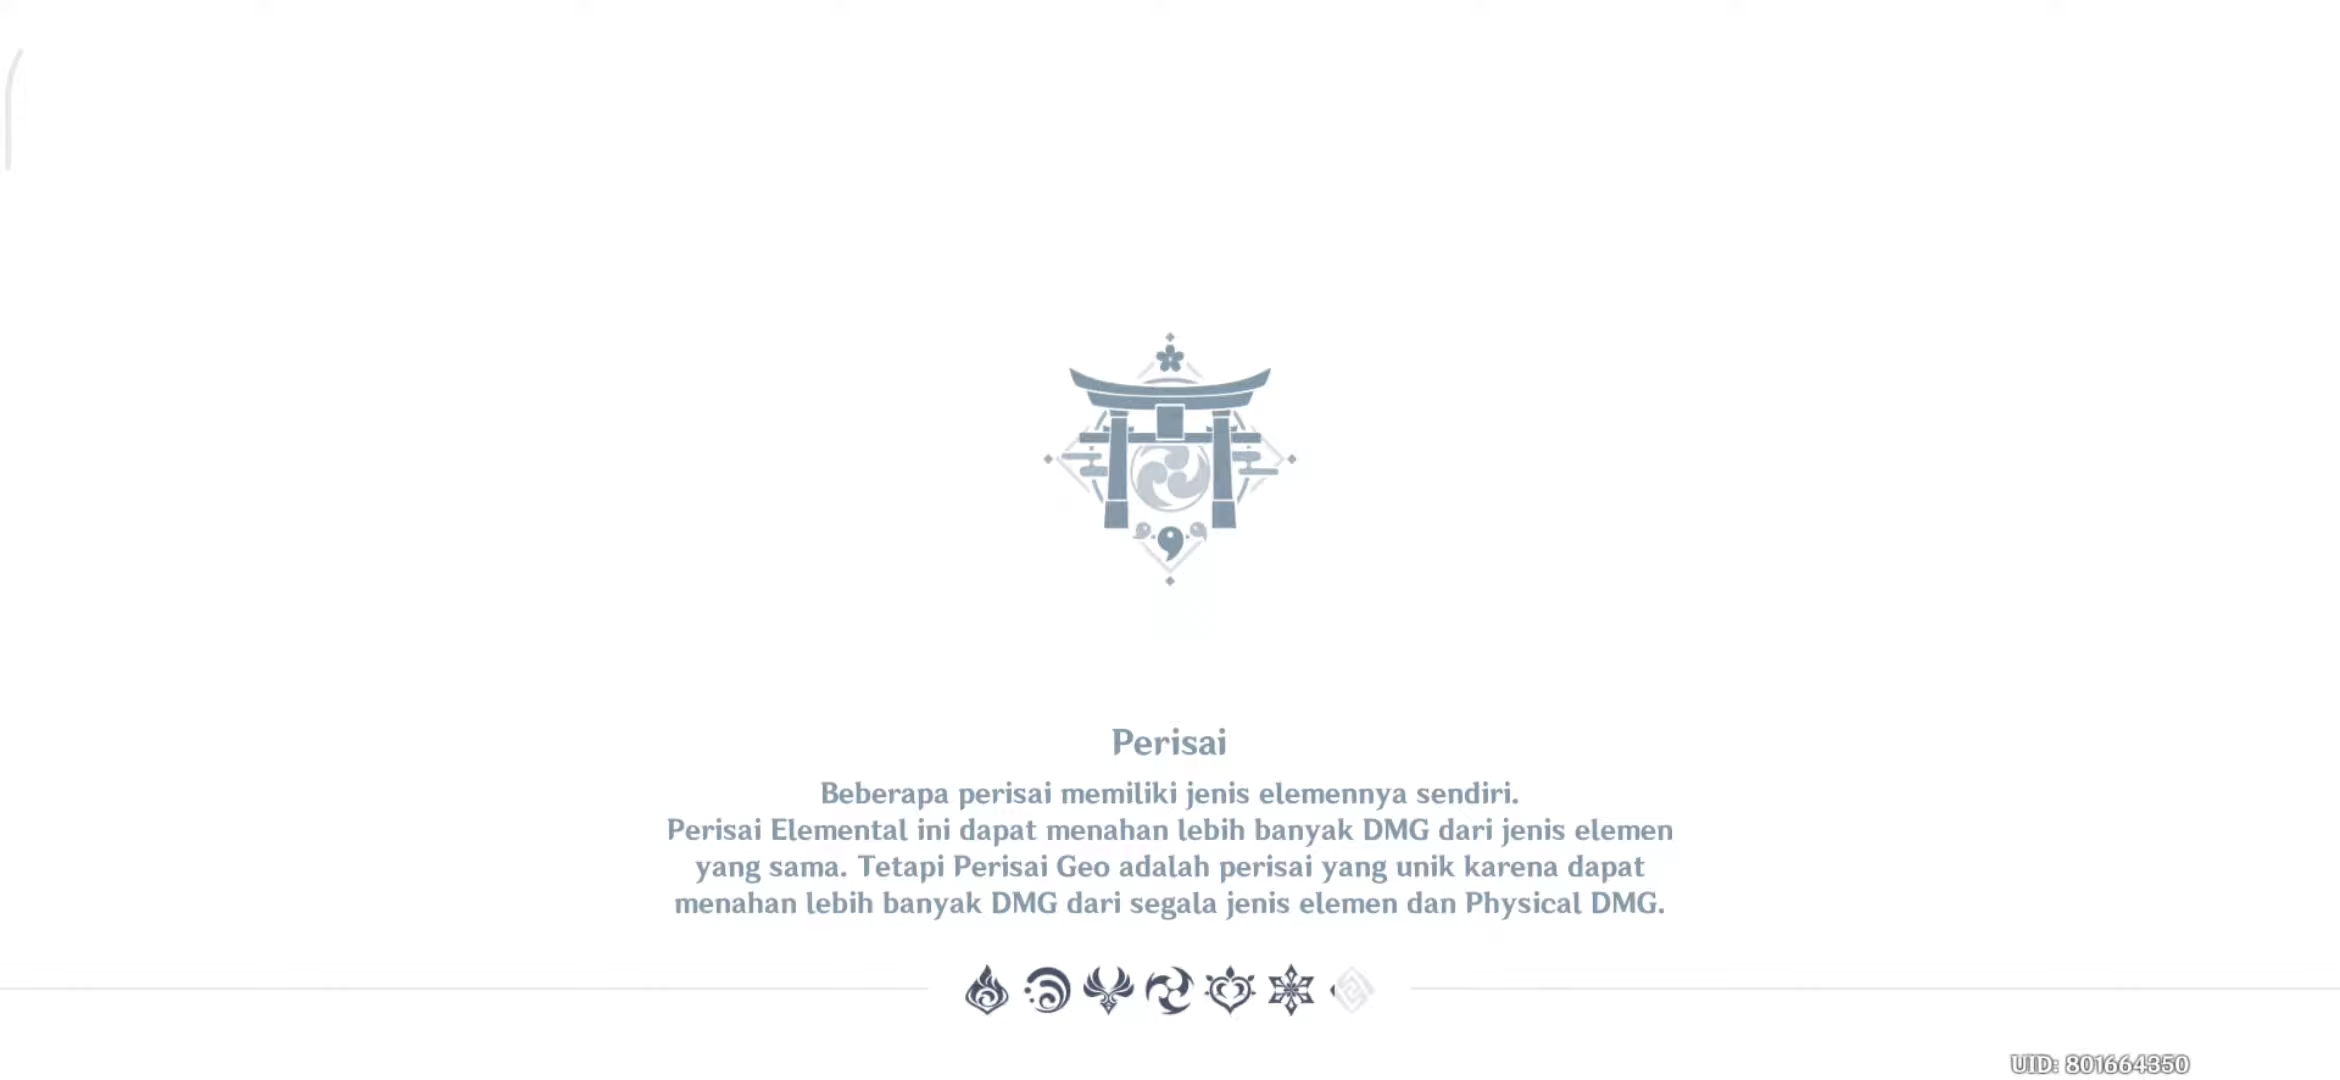 Perisai
Beberapa perisai memiliki jenis elemennya sendiri.
Perisai Elemental ini dapat menahan lebih banyak DMG dari jenis elemen
yang sama. Tetapi Perisai Geo adalah perisai yang unik karena dapat
menahan lebih banyak DMG dari segala jenis elemen dan Physical DMG.
UID: 801664350